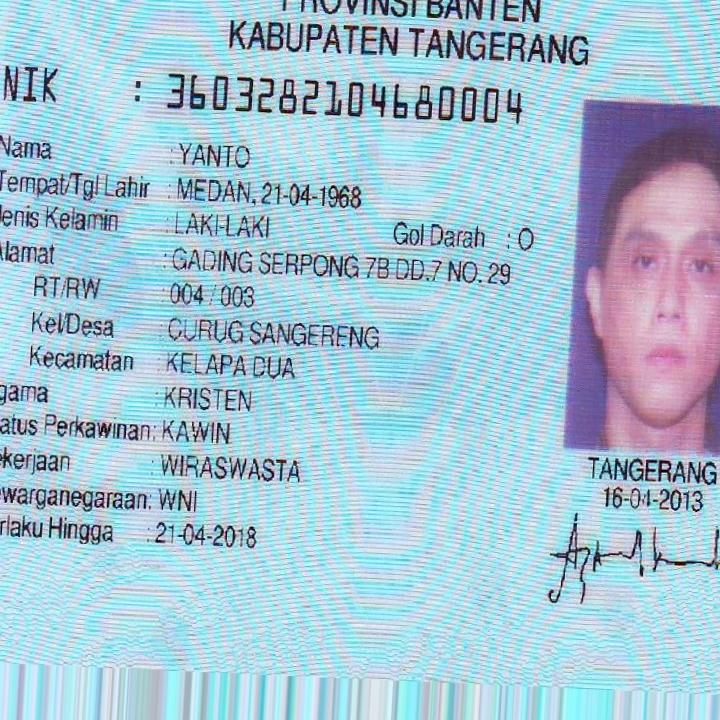 PROVINSI BANTEN
KABUPATEN TANGERANG
NIK : 3603282104680004
Nama : YANTO
Tempat/Tgl Lahir : MEDAN, 21-04-1968
Jenis Kelamin : LAKI-LAKI Gol Darah : O
Alamat : GADING SERPONG 7B DD.7 NO. 29
RT/RW : 004 / 003
Kel/Desa : CURUG SANGERENG
Kecamatan : KELAPA DUA
gama : KRISTEN
atus Perkawinan: KAWIN
ekerjaan : WIRASWASTA
ewarganegaraan: WNI
rlaku Hingga : 21-04-2018
TANGERANG
16-04-2013